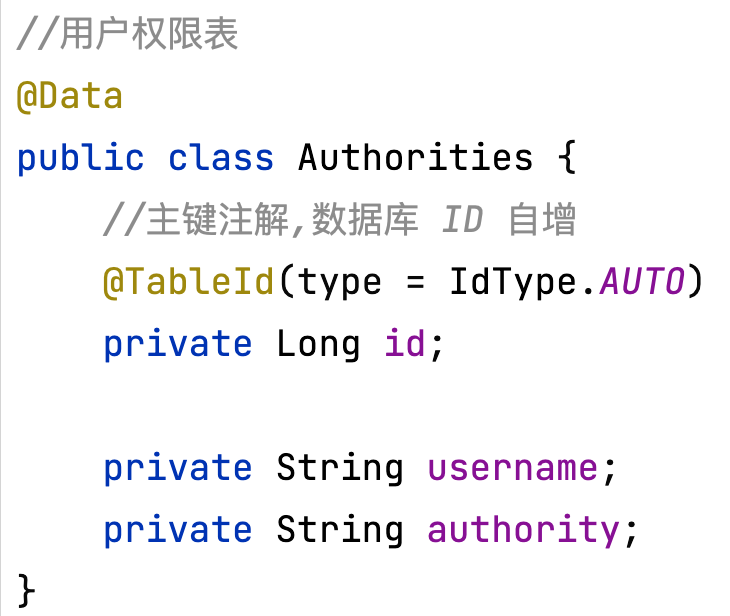 //用户权限表
@Data
public class Authorities {
    //主键注解,数据库 ID 自增
    @TableId(type = IdType.AUTO)
    private Long id;

    private String username;
    private String authority;
}